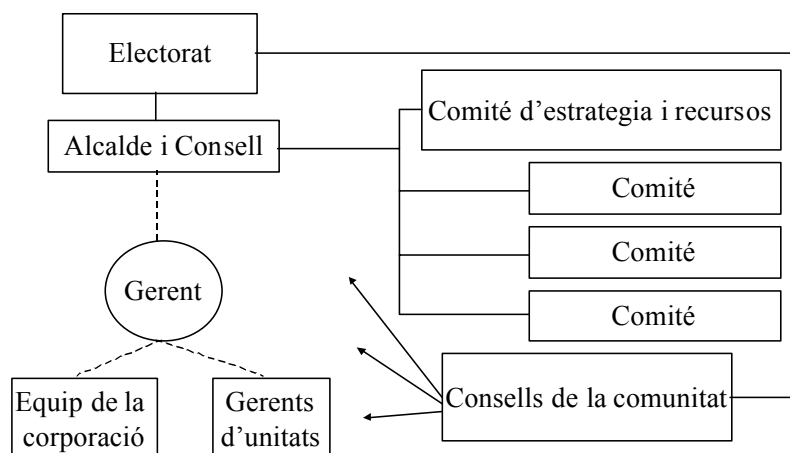 Electorat
Comité d’estrategia i recursos
Alcalde i Consell
Comité
Comité
Gerent
Comité
Consells de la comunitat
Equip de la
corporació
Gerents
d’unitats